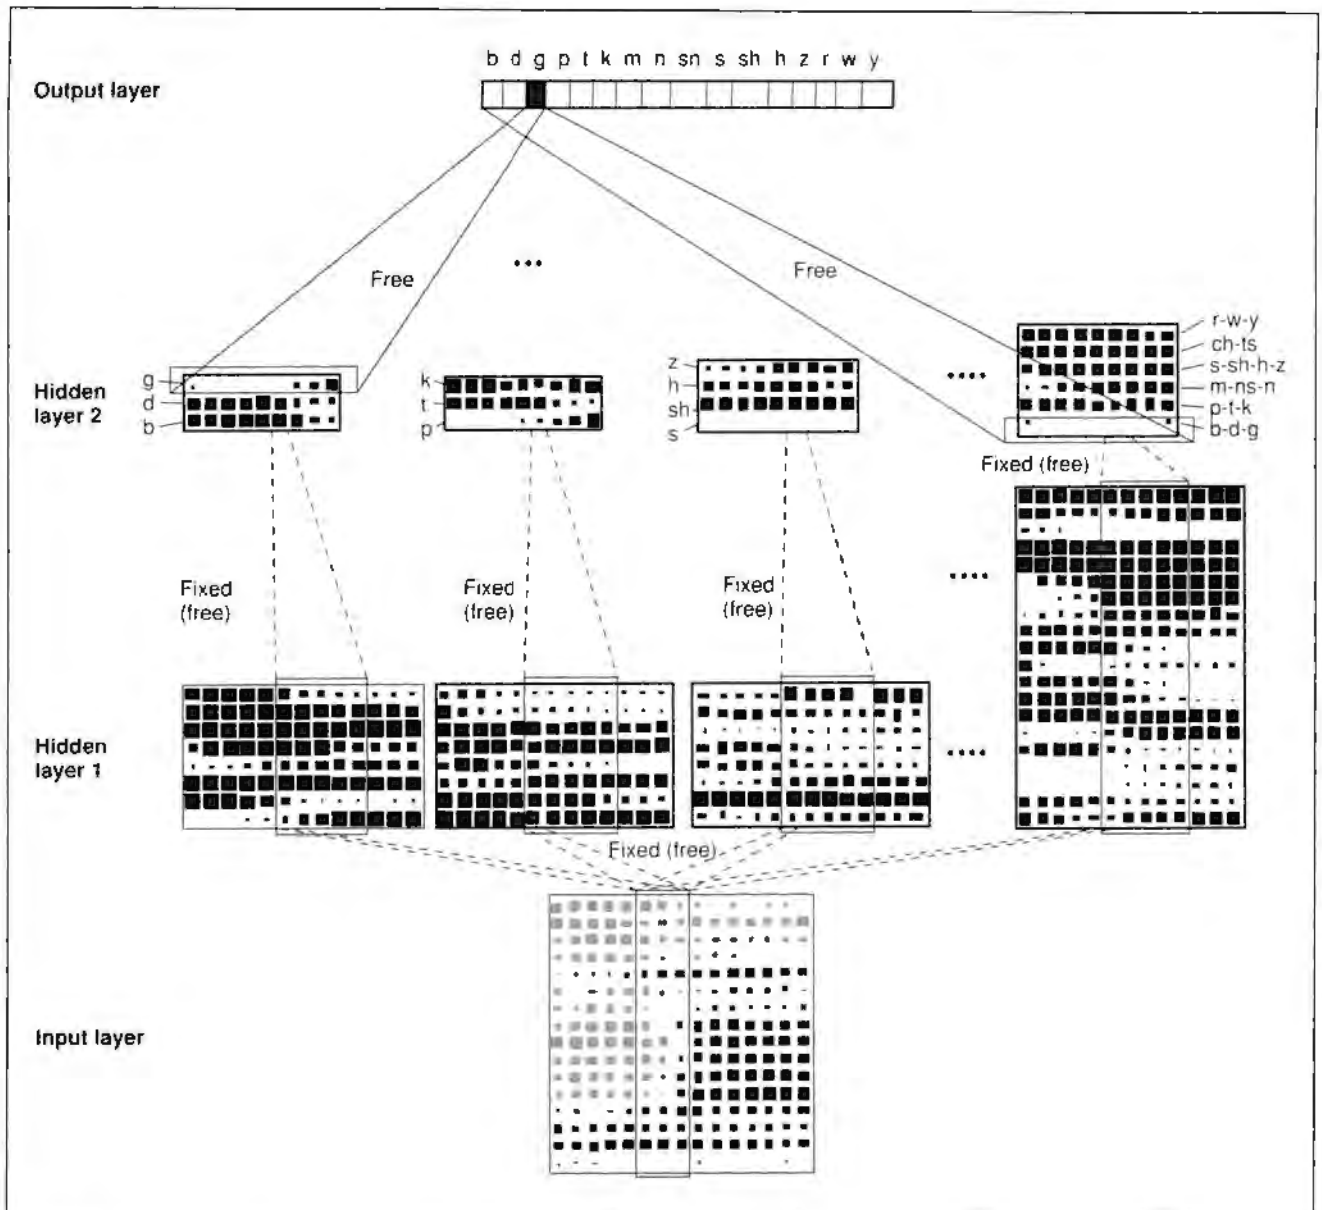 b d g p t k m n sn s sh h z r w y
Output layer
Free
Free
r-w-y
ch-ts
s-sh-h-z
m-ns-n
p-t-k
b-d-g
Hidden
layer 2
g
d
b
k
t
p
z
h
sh
s
Fixed (free)
Fixed
(free)
Fixed
(free)
Fixed
(free)
Hidden
layer 1
Fixed (free)
Input layer